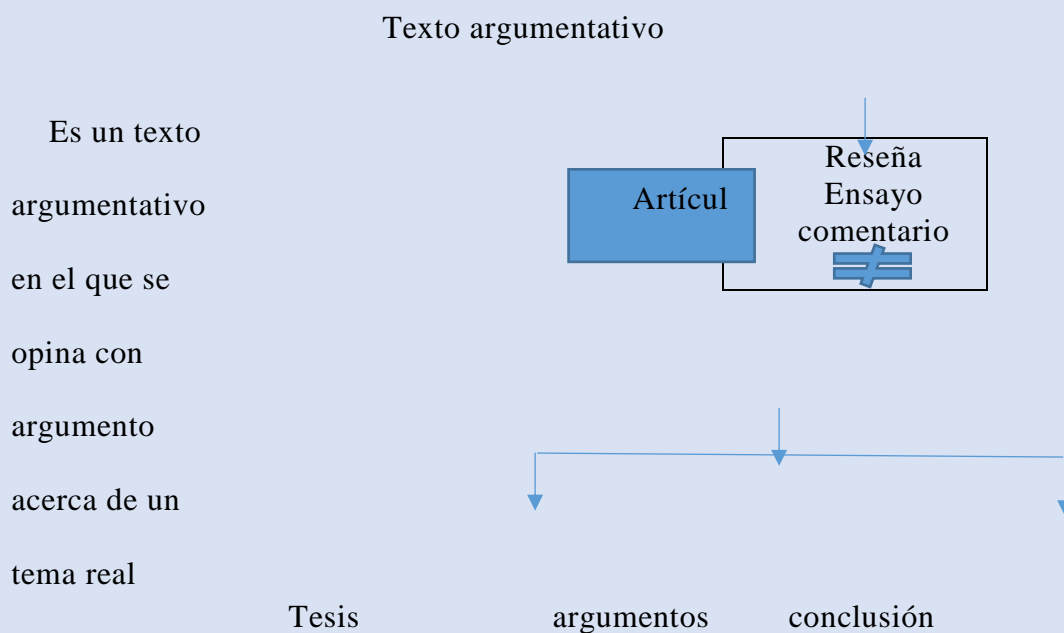 Texto argumentativo
Es un texto
argumentativo
en el que se
opina con
argumento
acerca de un
tema real
Artícul
Reseña
Ensayo
comentario
Tesis argumentos conclusión